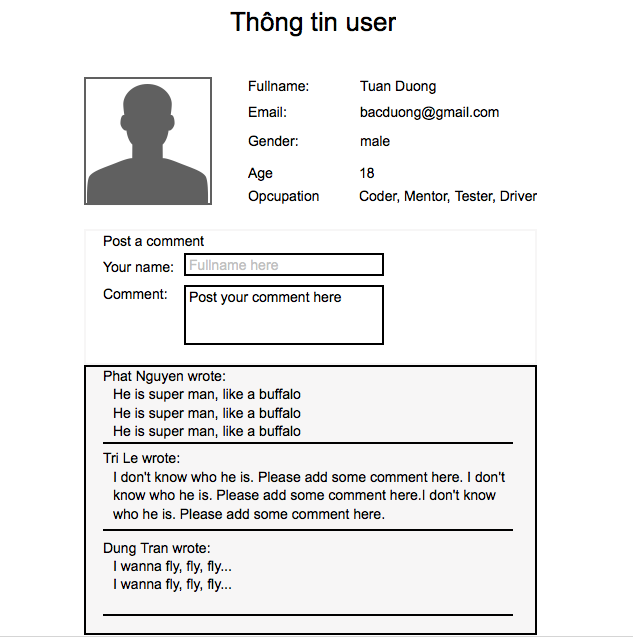 Thông tin user
Fullname: Tuan Duong
Email: bacduong@gmail.com
Gender: male
Age 18
Opcupation Coder, Mentor, Tester, Driver
Post a comment
Your name: Fullname here
Comment: Post your comment here
Phat Nguyen wrote:
He is super man, like a buffalo
He is super man, like a buffalo
He is super man, like a buffalo
Tri Le wrote:
I don't know who he is. Please add some comment here. I don't
know who he is. Please add some comment here.I don't know
who he is. Please add some comment here.
Dung Tran wrote:
I wanna fly, fly, fly...
I wanna fly, fly, fly...